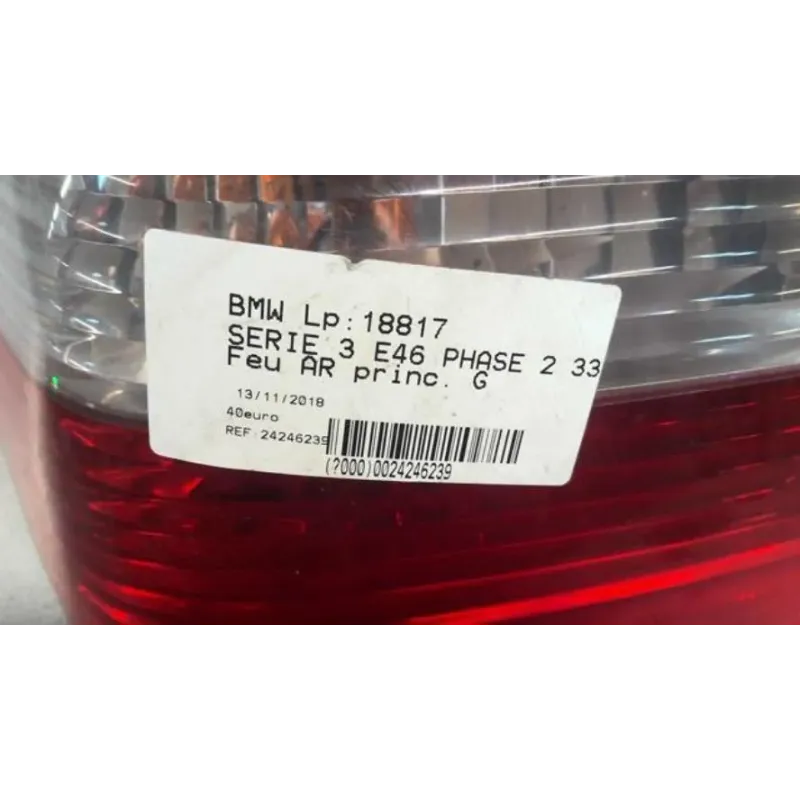 BMW Lp:18817
SERIE 3 E46 PHASE 2 33
Feu AR princ. G
13/11/2018
40euro
REF:24246239
(?000)0024246239